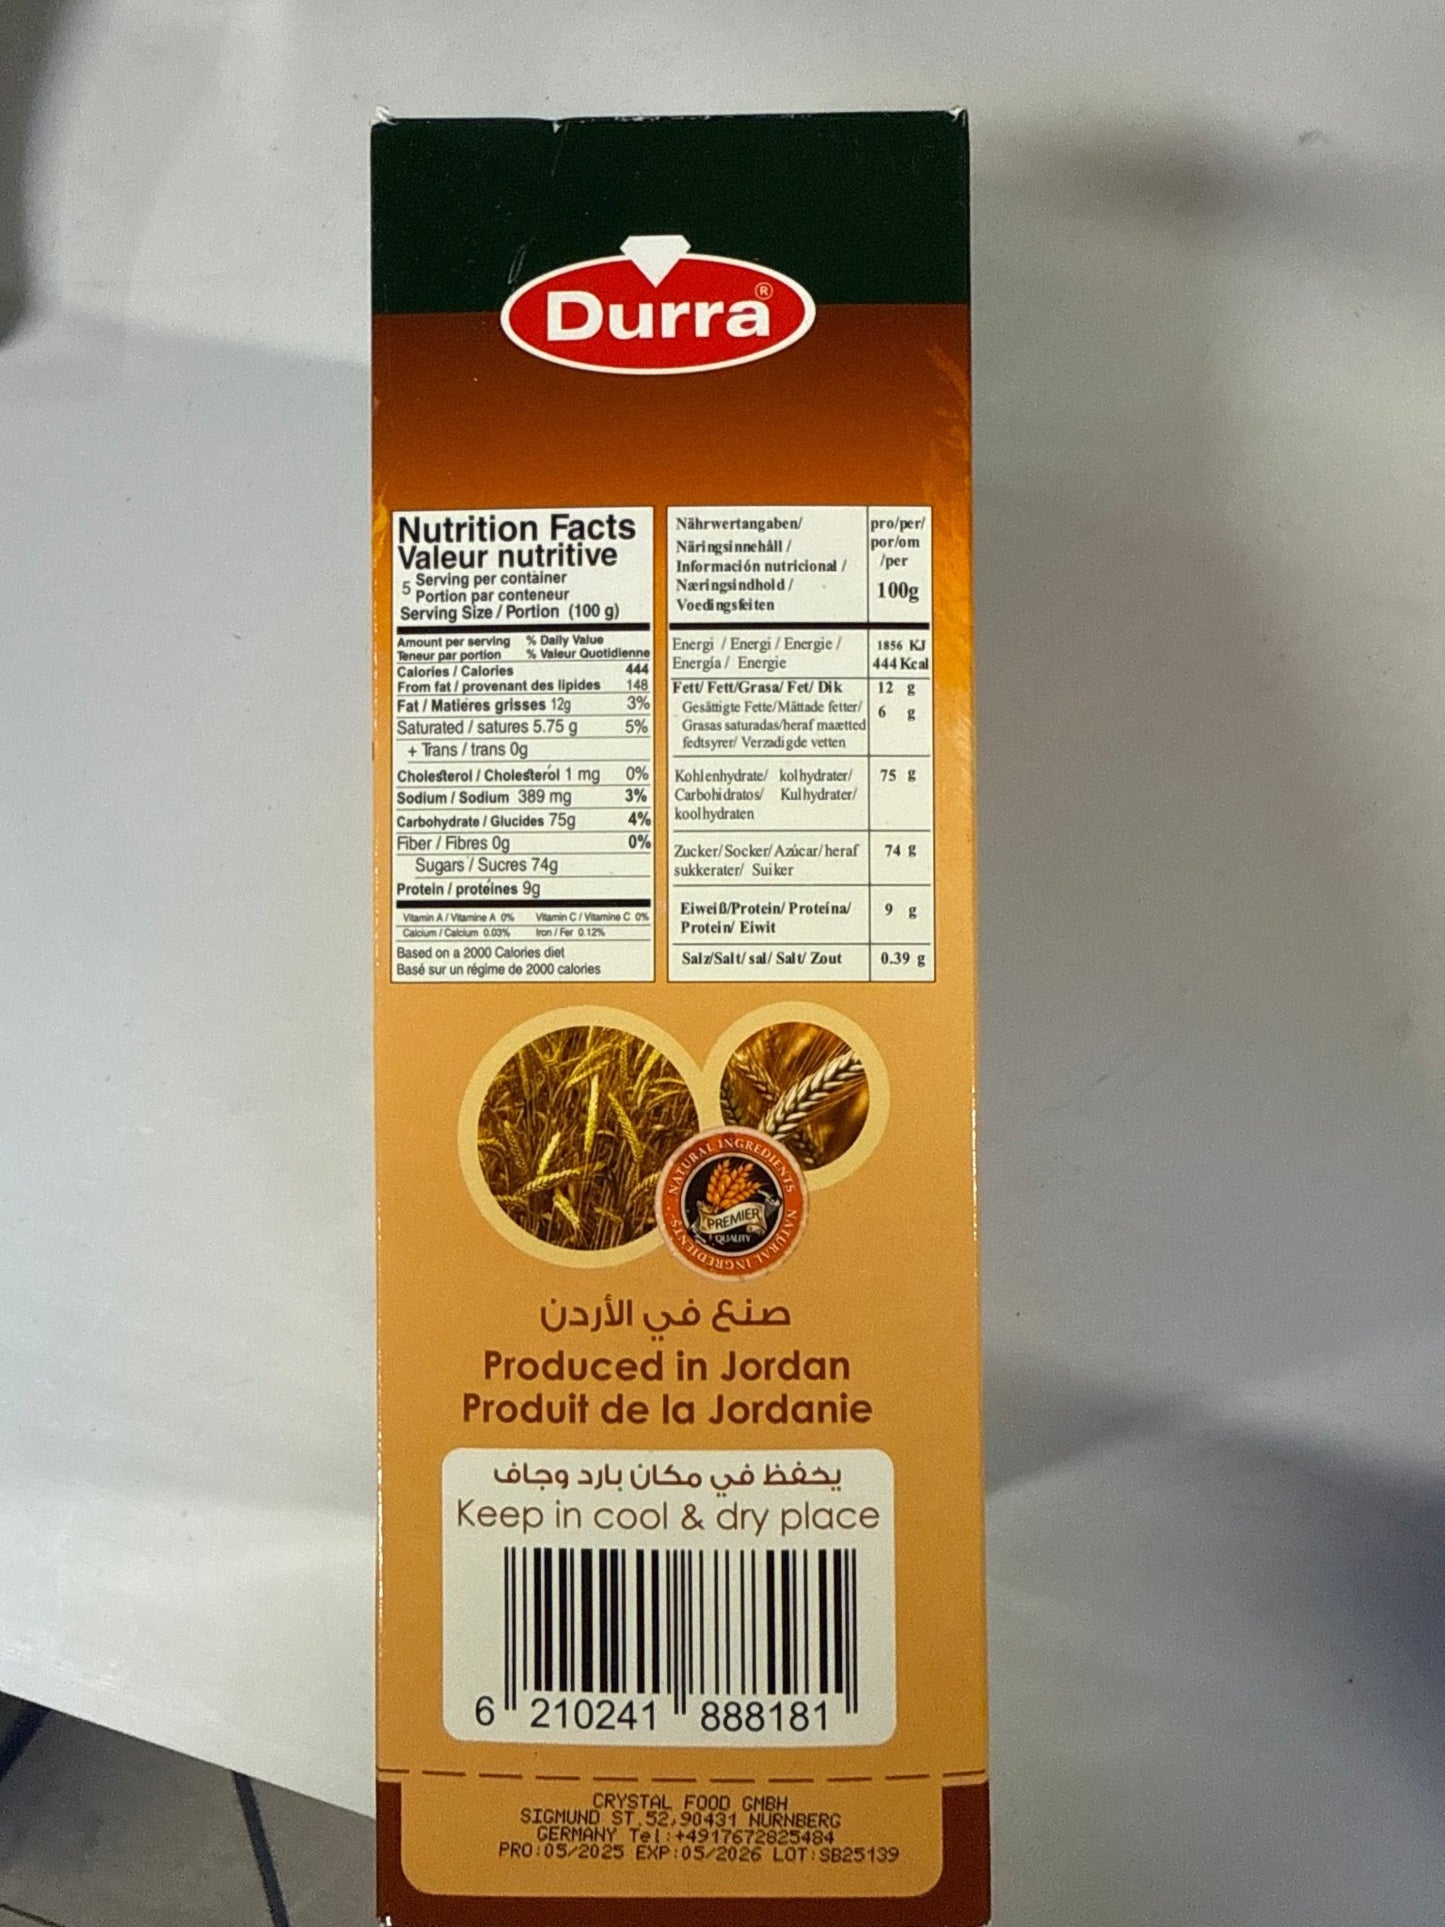 Durra®
Nutrition Facts
Valeur nutritive
5 Serving per container
Portion par conteneur
Serving Size / Portion (100 g)
Amount per serving % Daily Value
Teneur par portion % Valeur Quotidienne
Calories / Calories 444
From fat / provenant des lipides 148
Fat / Matiéres grisses 12g 3%
Saturated / satures 5.75 g 5%
+ Trans / trans 0g
Cholesterol / Cholesterol 1 mg 0%
Sodium / Sodium 389 mg 3%
Carbohydrate / Glucides 75g 4%
Fiber / Fibres 0g 0%
Sugars / Sucres 74g
Protein / protéines 9g
Vitamin A / Vitamine A 0% Vitamin C / Vitamine C 0%
Calcium / Calcium 0.03% Iron / Fer 0.12%
Based on a 2000 Calories diet
Basé sur un régime de 2000 calories
Nährwertangaben/ pro/per/
Näringsinnehåll / por/om
Información nutricional / /per
Næringsindhold / 100g
Voedingsfeiten
Energi / Energi / Energie / 1856 KJ
Energía / Energie 444 Kcal
Fett/ Fett/Grasa/ Fet/ Dik 12 g
Gesättigte Fette/Mättade fetter/ 6 g
Grasas saturadas/heraf maætted
fedtsyrer/ Verzadigde vetten
Kohlenhydrate/ kolhydrater/ 75 g
Carbohidratos/ Kulhydrater/
koolhydraten
Zucker/Socker/Azúcar/heraf 74 g
sukkerater/ Suiker
Eiweiß/Protein/ Proteína/ 9 g
Protein/ Eiwit
Salz/Salt/ sal/ Salt/ Zout 0.39 g
NATURAL INGREDIENTS · NATURAL INGREDIENTS ·
PREMIER
QUALITY
صنع في الأردن
Produced in Jordan
Produit de la Jordanie
يحفظ في مكان بارد وجاف
Keep in cool & dry place
6 210241 888181
CRYSTAL FOOD GMBH
SIGMUND ST.52,90431 NURNBERG
GERMANY Tel:+4917672825484
PRO:05/2025 EXP:05/2026 LOT:SB25139